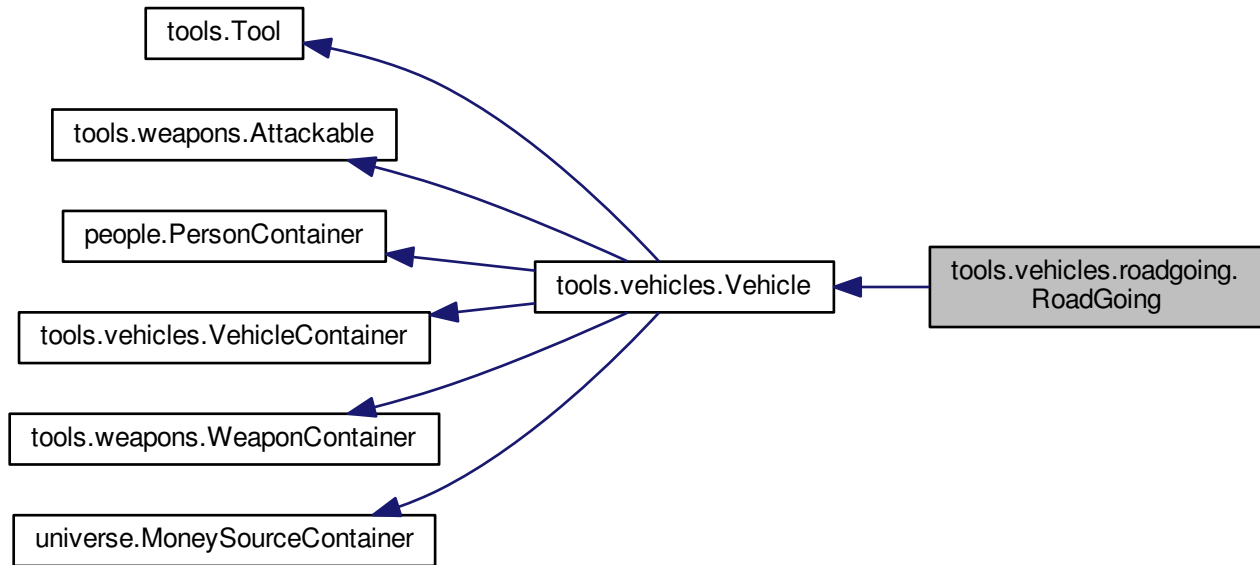 tools.Tool
tools.weapons.Attackable
people.PersonContainer
tools.vehicles.VehicleContainer
tools.weapons.WeaponContainer
universe.MoneySourceContainer
tools.vehicles.Vehicle
tools.vehicles.roadgoing.
RoadGoing